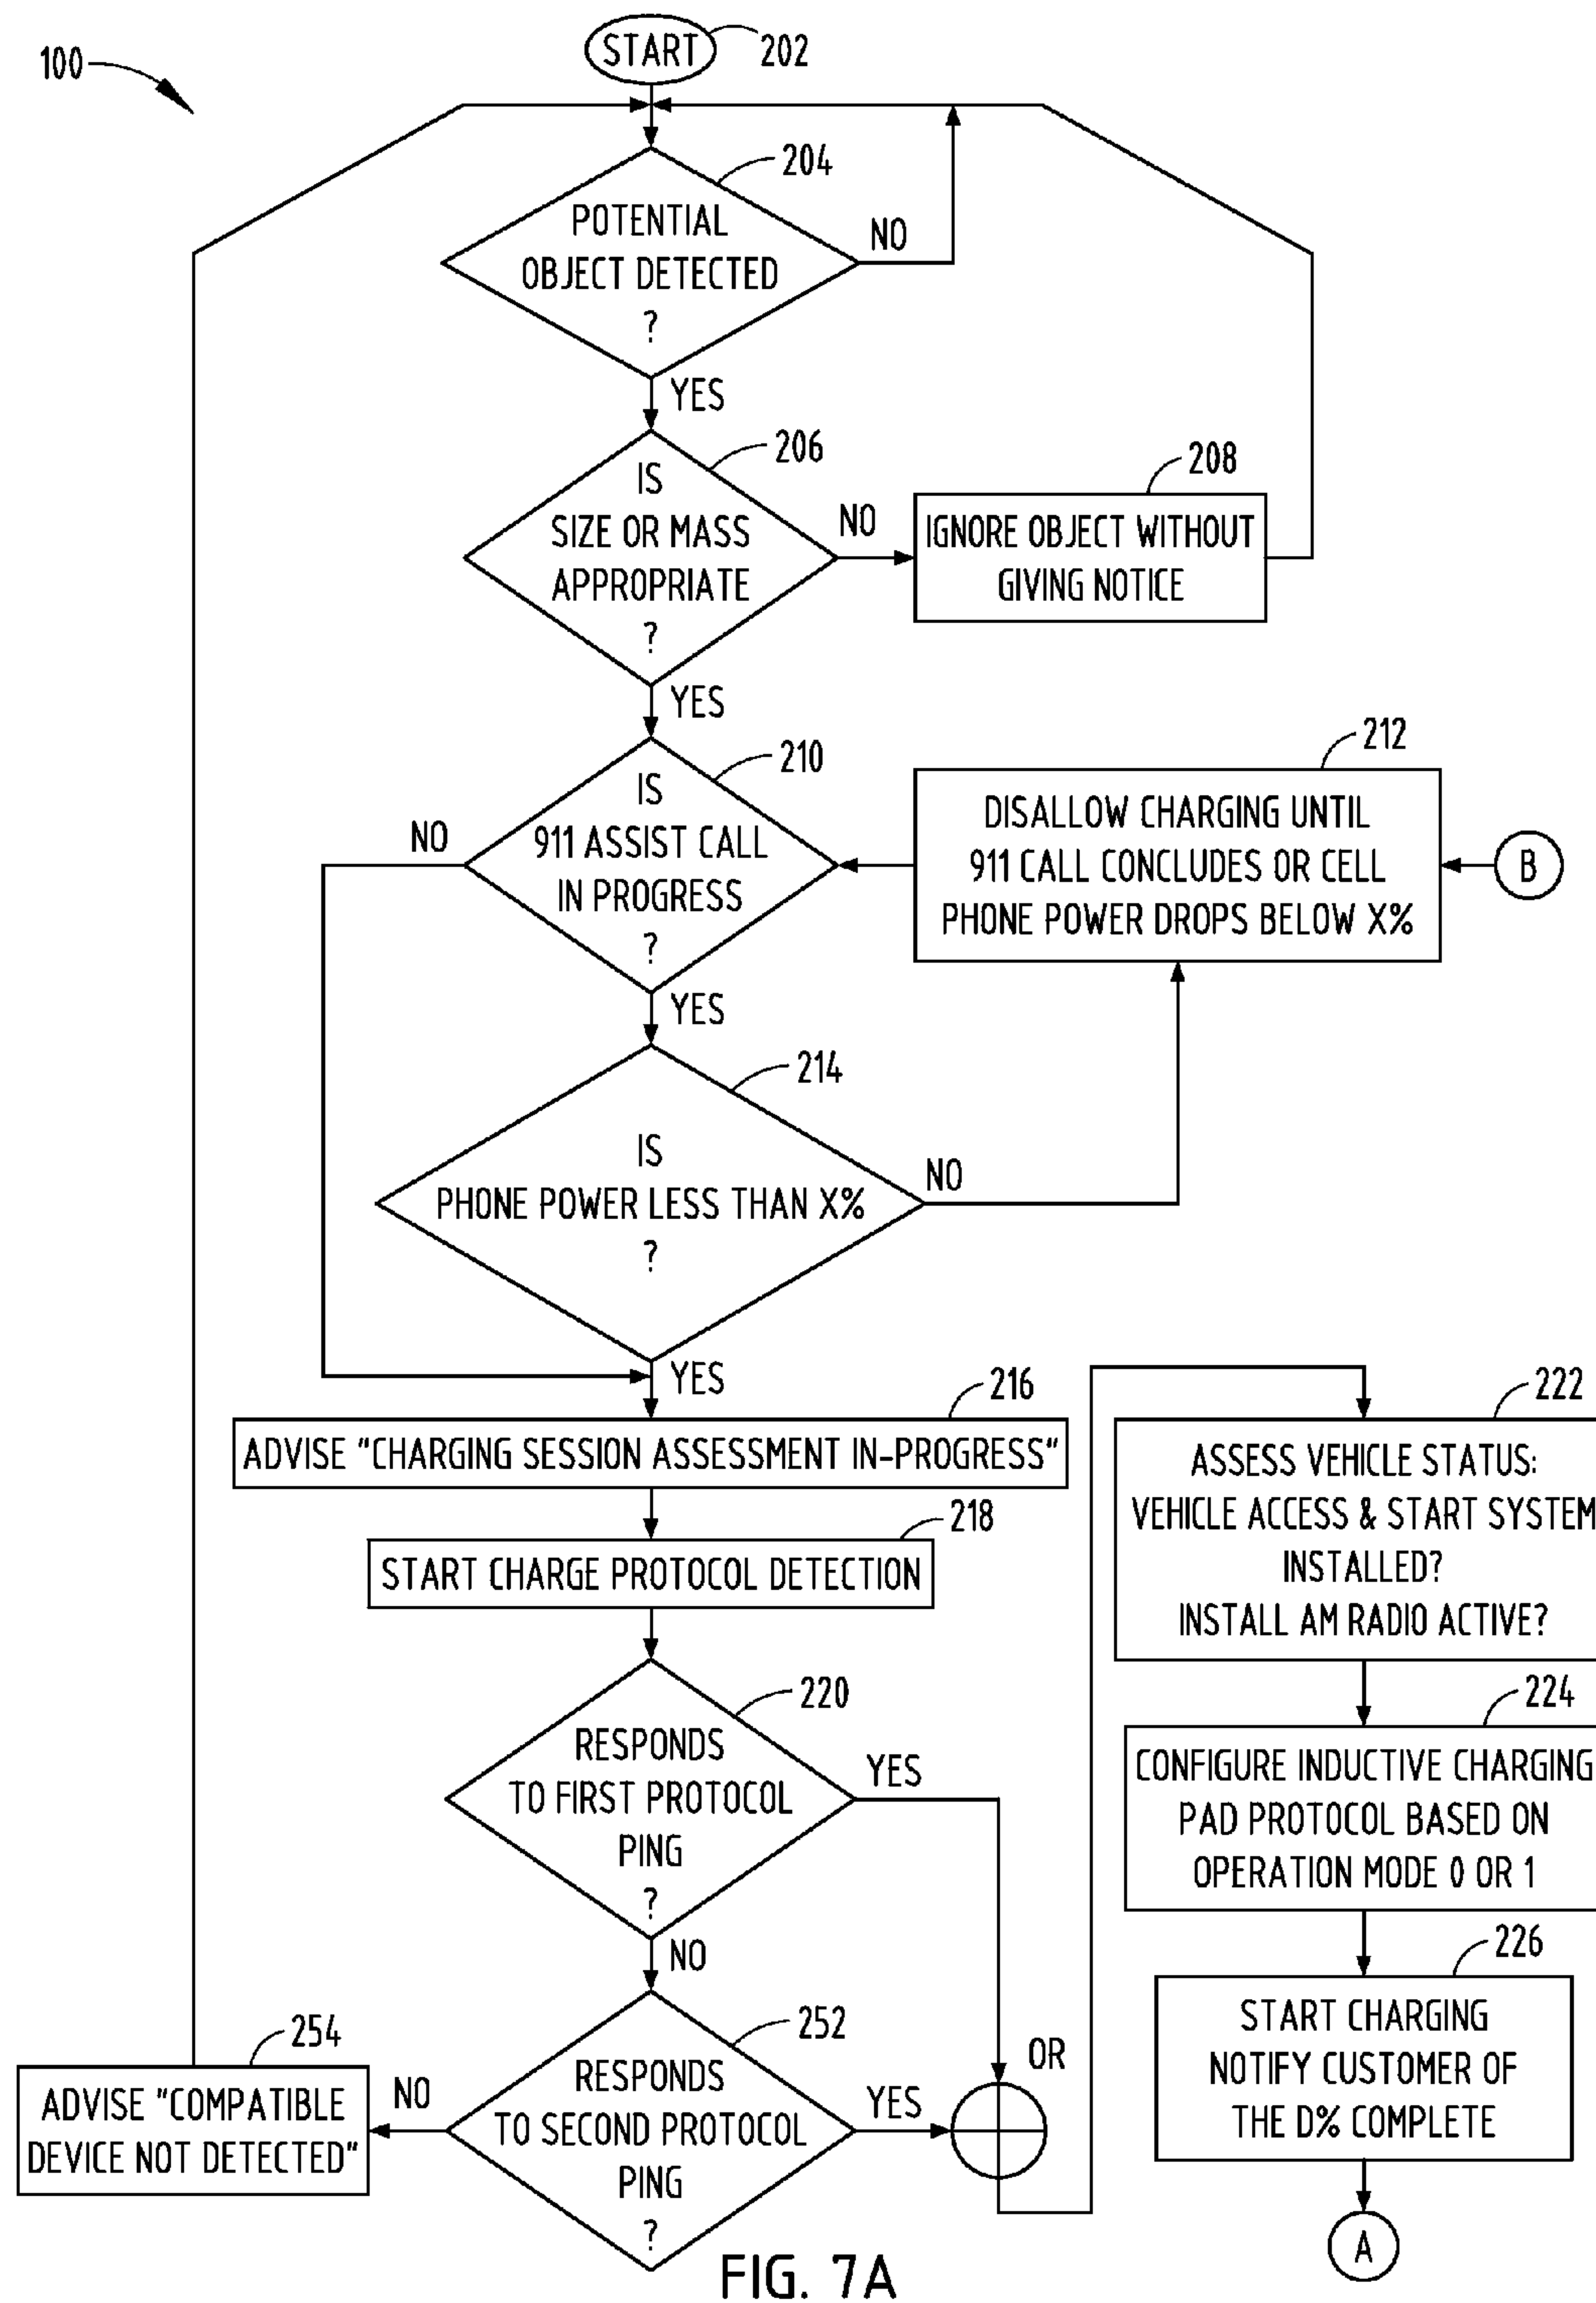 START
202
100
204
POTENTIAL
OBJECT DETECTED
?
NO
YES
206
IS
SIZE OR MASS
APPROPRIATE
?
NO
208
IGNORE OBJECT WITHOUT
GIVING NOTICE
YES
210
IS
911 ASSIST CALL
IN PROGRESS
?
NO
212
DISALLOW CHARGING UNTIL
911 CALL CONCLUDES OR CELL
PHONE POWER DROPS BELOW X%
B
YES
214
IS
PHONE POWER LESS THAN X%
?
NO
YES
216
ADVISE "CHARGING SESSION ASSESSMENT IN-PROGRESS"
218
START CHARGE PROTOCOL DETECTION
220
RESPONDS
TO FIRST PROTOCOL
PING
?
YES
NO
252
RESPONDS
TO SECOND PROTOCOL
PING
?
YES
OR
NO
254
ADVISE "COMPATIBLE
DEVICE NOT DETECTED"
222
ASSESS VEHICLE STATUS:
VEHICLE ACCESS & START SYSTEM
INSTALLED?
INSTALL AM RADIO ACTIVE?
224
CONFIGURE INDUCTIVE CHARGING
PAD PROTOCOL BASED ON
OPERATION MODE 0 OR 1
226
START CHARGING
NOTIFY CUSTOMER OF
THE D% COMPLETE
A
FIG. 7A